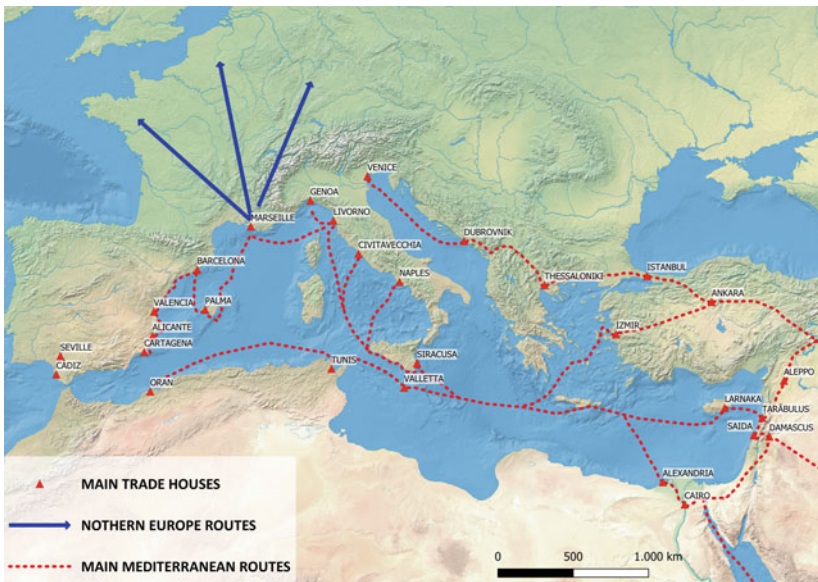 VENICE
GENOA
LIVORNO
MARSEILLE
DUBROVNIK
CIVITAVECCHIA
BARCELONA
NAPLES
THESSALONIKI
ISTANBUL
ANKARA
VALENCIA
PALMA
ALICANTE
IZMIR
CARTAGENA
SEVILLE
CÁDIZ
ORAN
TUNIS
SIRACUSA
VALLETTA
ALEPPO
LARNAKA
TARĀBULUS
SAIDA
DAMASCUS
ALEXANDRIA
CAIRO
MAIN TRADE HOUSES
NOTHERN EUROPE ROUTES
MAIN MEDITERRANEAN ROUTES
0 500 1.000 km